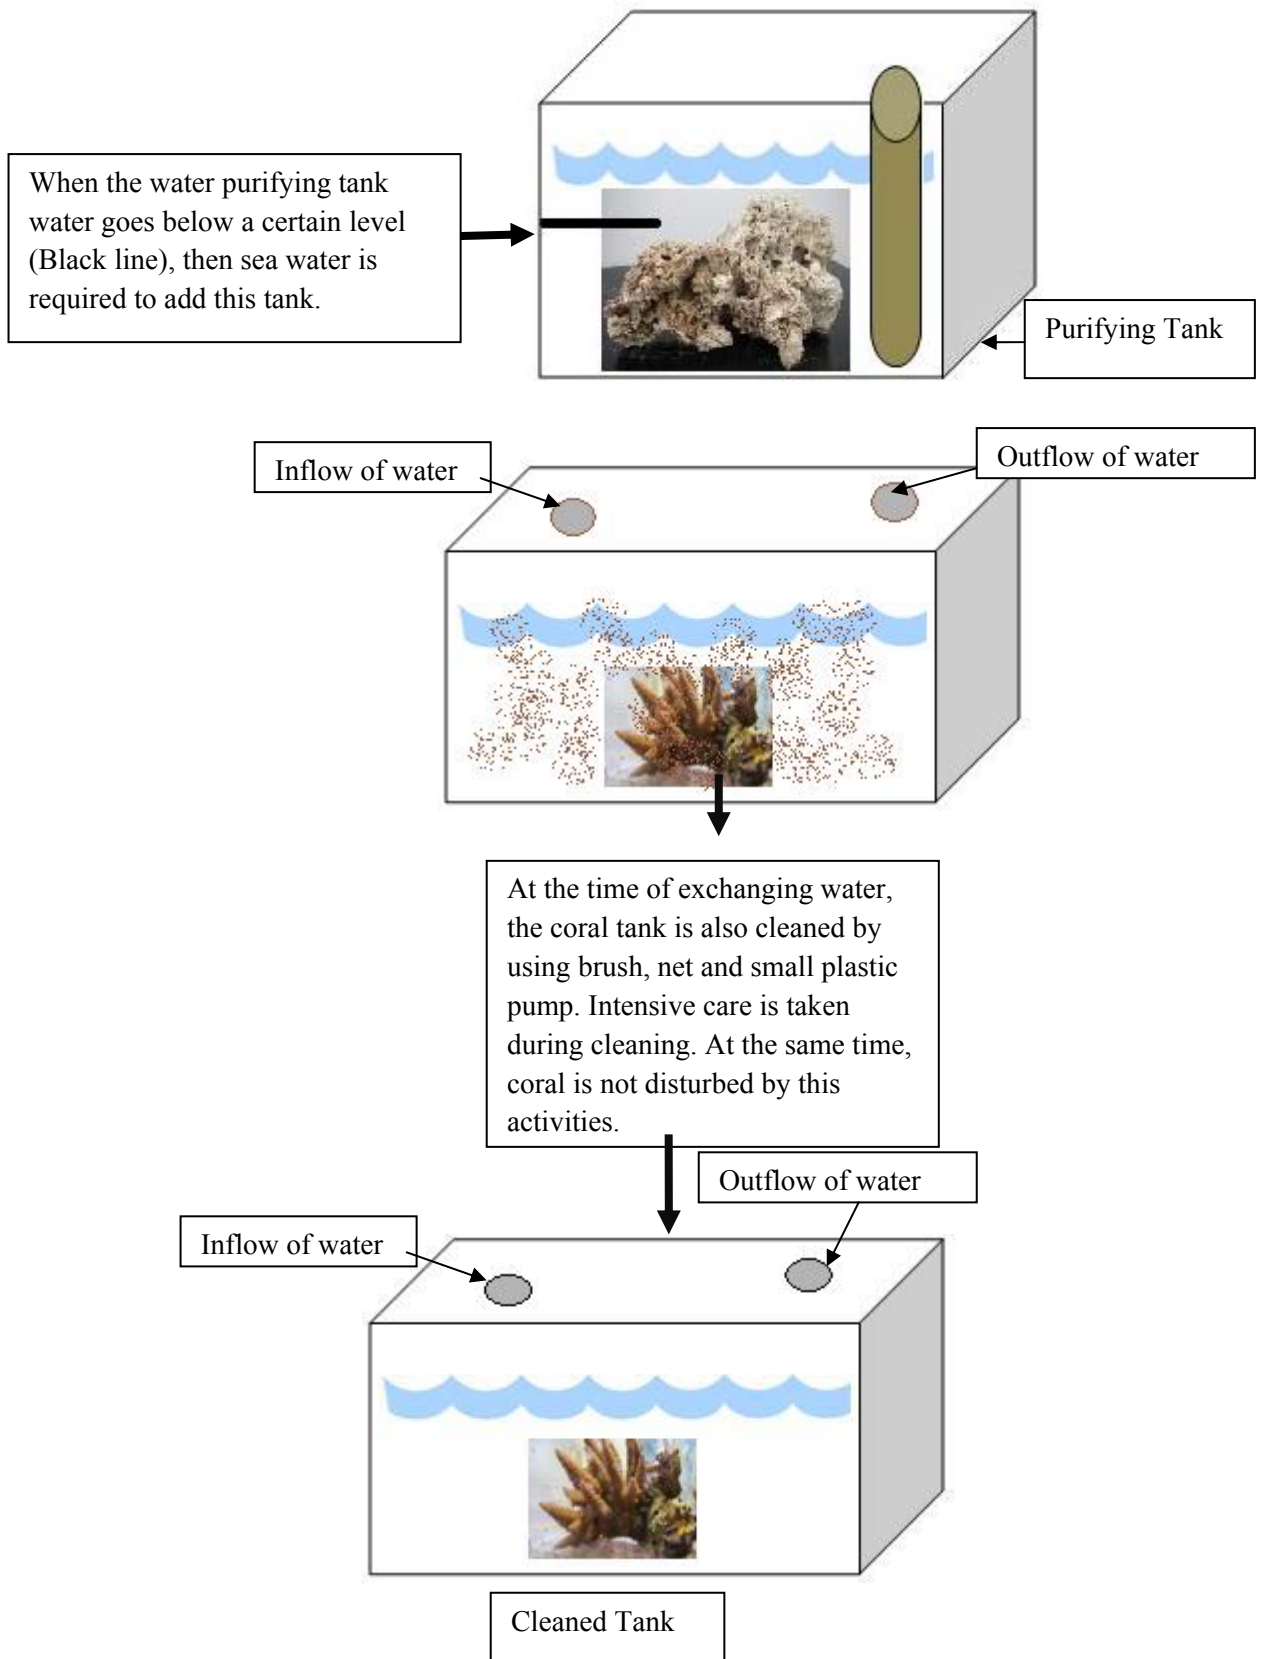 When the water purifying tank
water goes below a certain level
(Black line), then sea water is
required to add this tank.
Purifying Tank
Inflow of water
Outflow of water
At the time of exchanging water,
the coral tank is also cleaned by
using brush, net and small plastic
pump. Intensive care is taken
during cleaning. At the same time,
coral is not disturbed by this
activities.
Outflow of water
Inflow of water
Cleaned Tank